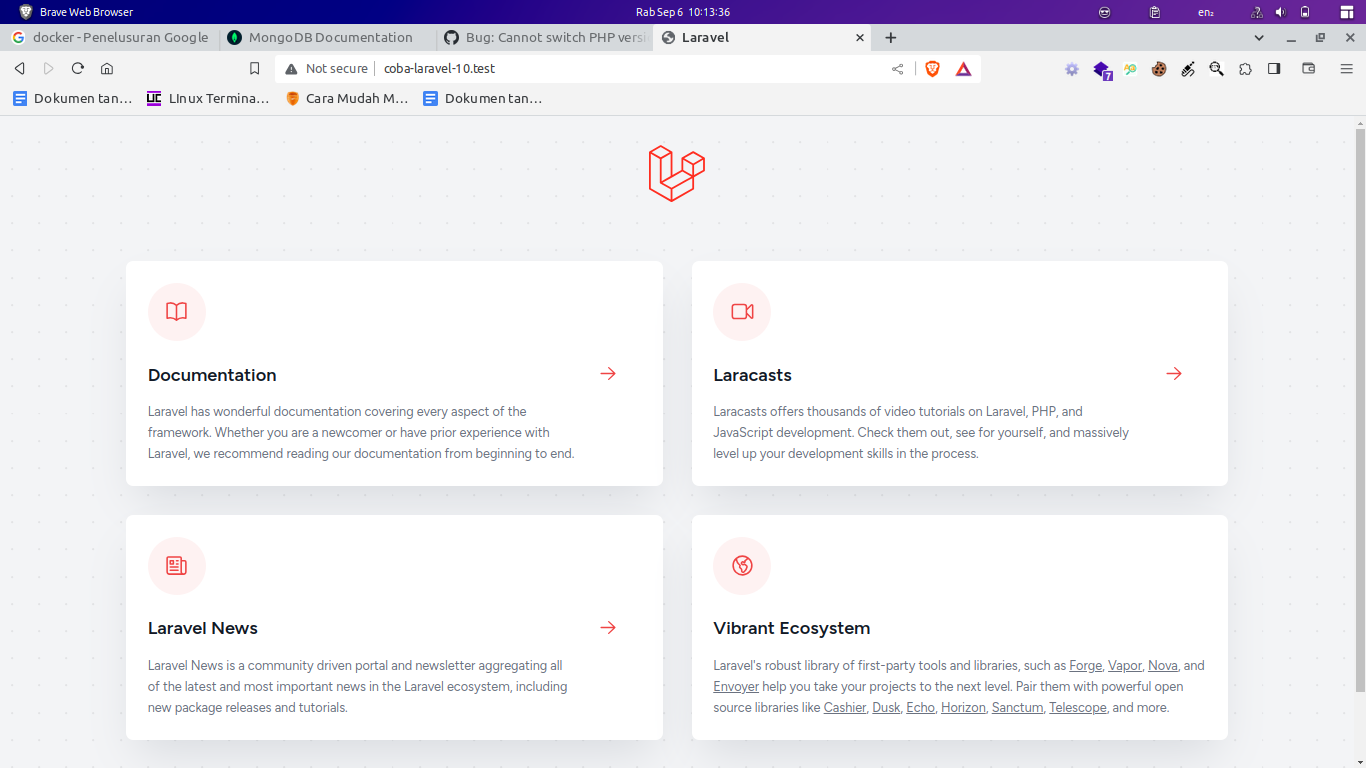 Brave Web Browser
Rab Sep 6 10:13:36
en₂
docker - Penelusuran Google
MongoDB Documentation
Bug: Cannot switch PHP versi
Laravel
Not secure
coba-laravel-10.test
7
Dokumen tan...
LInux Termina...
Cara Mudah M...
Dokumen tan...
Documentation
Laravel has wonderful documentation covering every aspect of the
framework. Whether you are a newcomer or have prior experience with
Laravel, we recommend reading our documentation from beginning to end.
Laracasts
Laracasts offers thousands of video tutorials on Laravel, PHP, and
JavaScript development. Check them out, see for yourself, and massively
level up your development skills in the process.
Laravel News
Laravel News is a community driven portal and newsletter aggregating all
of the latest and most important news in the Laravel ecosystem, including
new package releases and tutorials.
Vibrant Ecosystem
Laravel's robust library of first-party tools and libraries, such as Forge, Vapor, Nova, and
Envoyer help you take your projects to the next level. Pair them with powerful open
source libraries like Cashier, Dusk, Echo, Horizon, Sanctum, Telescope, and more.